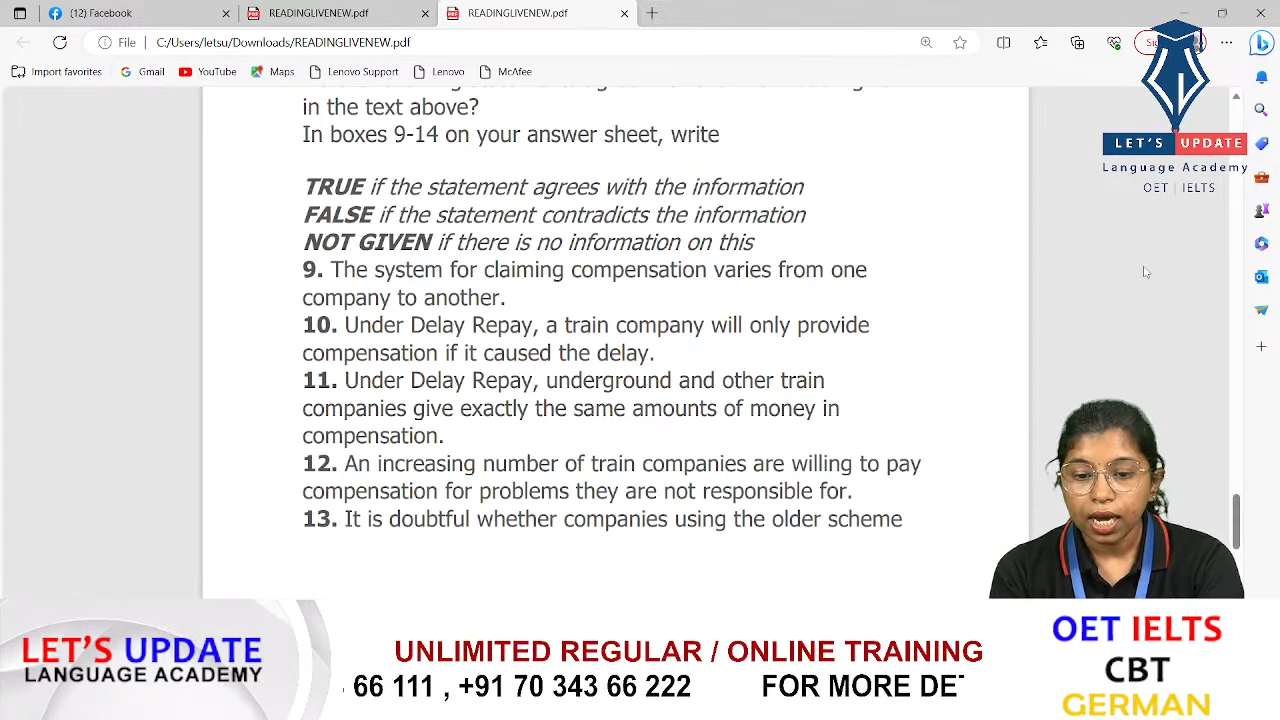 (12) Facebook
READINGLIVENEW.pdf
READINGLIVENEW.pdf
File
C:/Users/letsu/Downloads/READINGLIVENEW.pdf
Import favorites
Gmail
YouTube
Maps
Lenovo Support
Lenovo
McAfee
LET'S UPDATE
Language Academy
OET | IELTS
in the text above?
In boxes 9-14 on your answer sheet, write
TRUE if the statement agrees with the information
FALSE if the statement contradicts the information
NOT GIVEN if there is no information on this
9. The system for claiming compensation varies from one
company to another.
10. Under Delay Repay, a train company will only provide
compensation if it caused the delay.
11. Under Delay Repay, underground and other train
companies give exactly the same amounts of money in
compensation.
12. An increasing number of train companies are willing to pay
compensation for problems they are not responsible for.
13. It is doubtful whether companies using the older scheme
LET'S UPDATE
LANGUAGE ACADEMY
UNLIMITED REGULAR / ONLINE TRAINING
66 111 , +91 70 343 66 222
FOR MORE DE
OET IELTS
CBT
GERMAN